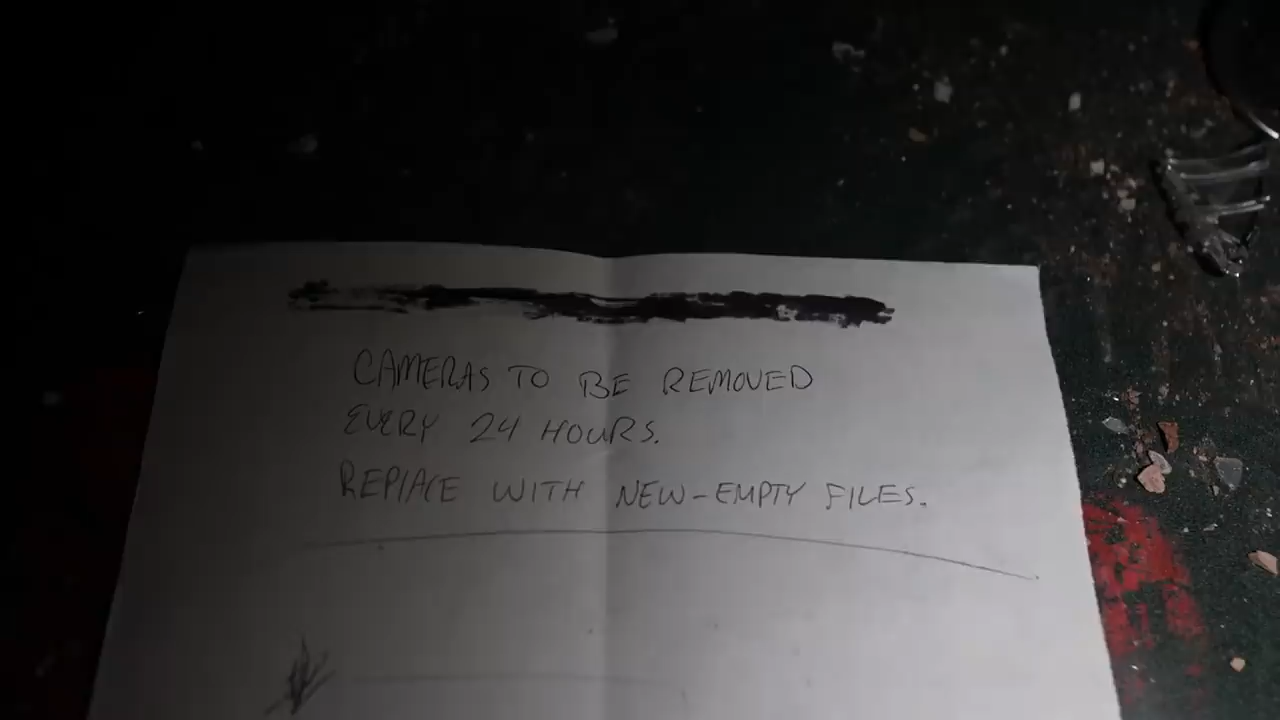 CAMERAS TO BE REMOVED
EVERY 24 HOURS.
REPLACE WITH NEW-EMPTY FILES.